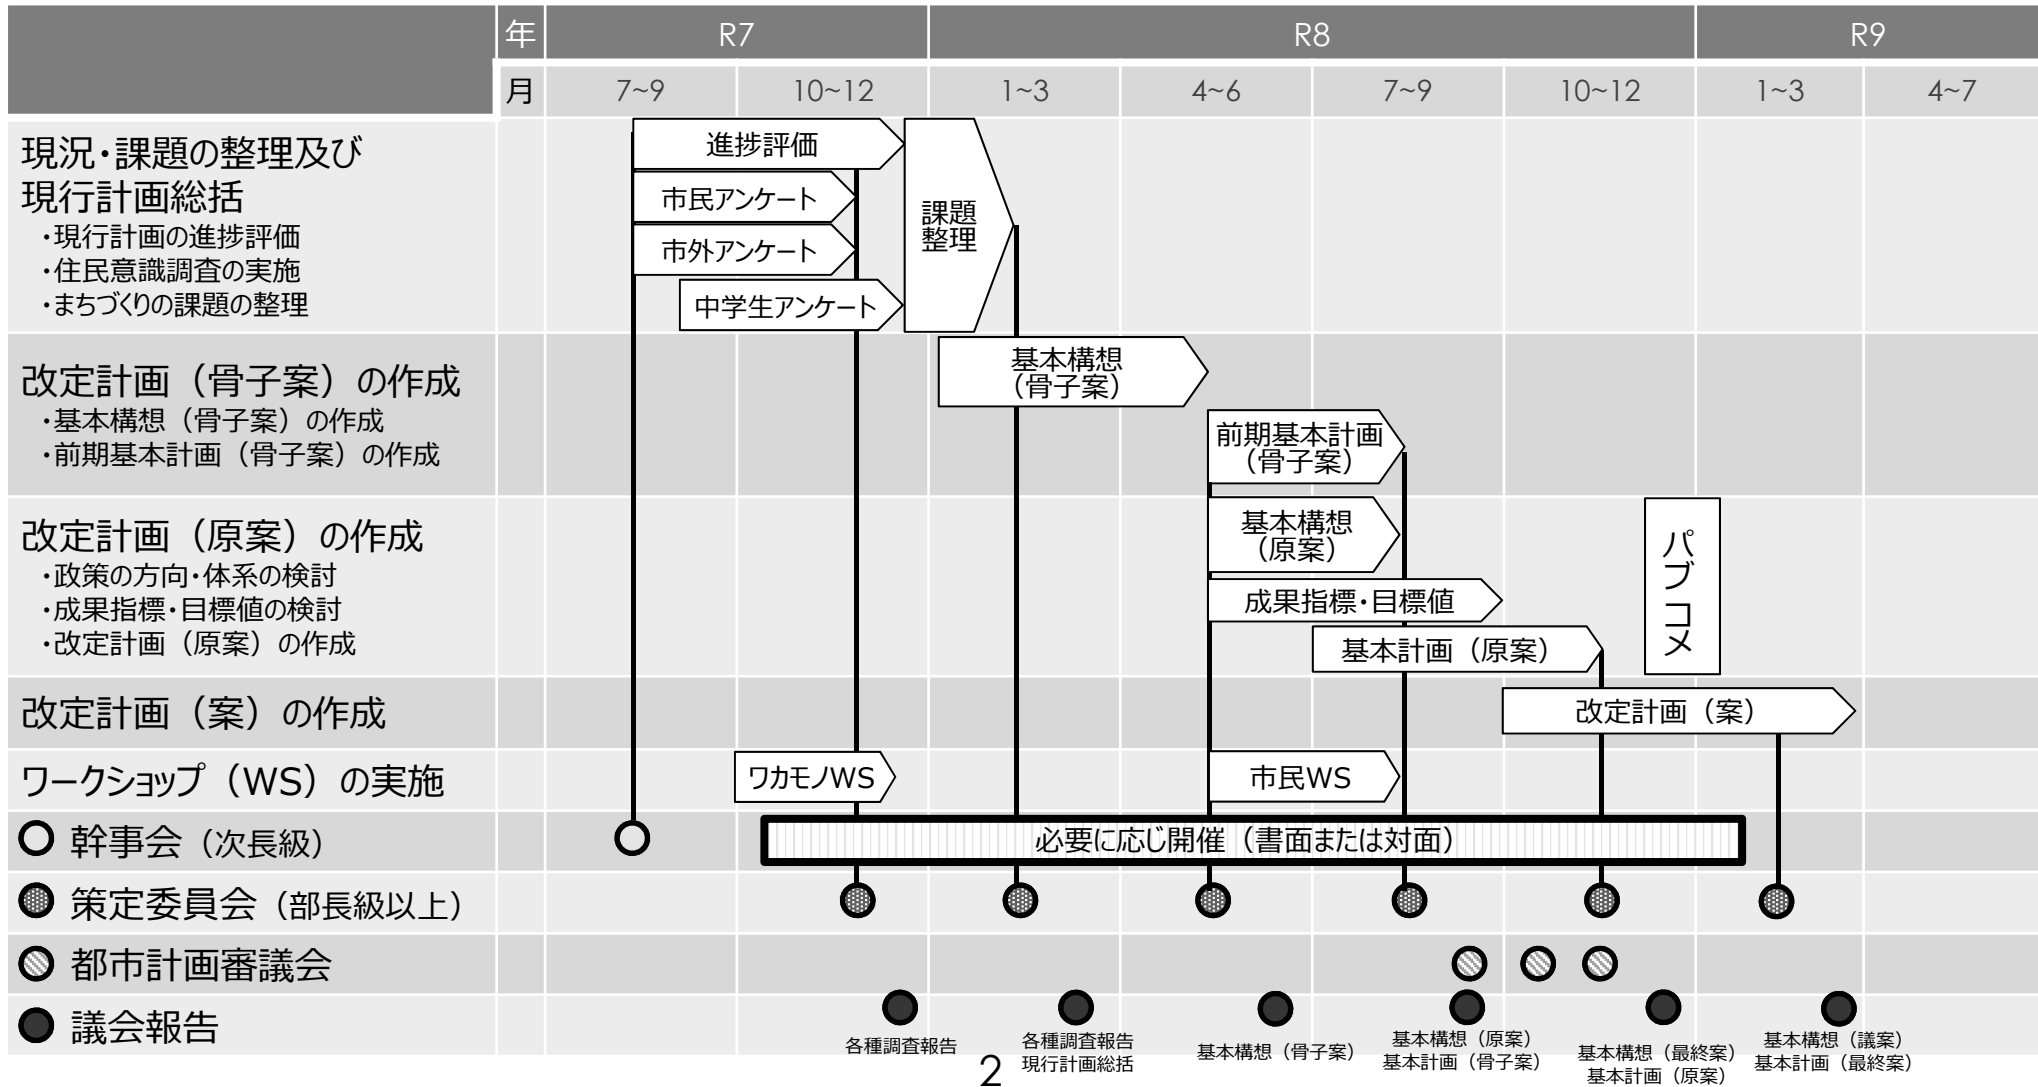 年
R7
R8
R9
月
7~9
10~12
1~3
4~6
7~9
10~12
1~3
4~7
現況・課題の整理及び
現行計画総括
・現行計画の進捗評価
・住民意識調査の実施
・まちづくりの課題の整理
進捗評価
市民アンケート
市外アンケート
中学生アンケート
課題
整理
改定計画（骨子案）の作成
・基本構想（骨子案）の作成
・前期基本計画（骨子案）の作成
基本構想
（骨子案）
前期基本計画
（骨子案）
改定計画（原案）の作成
・政策の方向・体系の検討
・成果指標・目標値の検討
・改定計画（原案）の作成
基本構想
（原案）
成果指標・目標値
基本計画（原案）
パブコメ
改定計画（案）の作成
改定計画（案）
ワークショップ（WS）の実施
ワカモノWS
市民WS
幹事会（次長級）
必要に応じ開催（書面または対面）
策定委員会（部長級以上）
都市計画審議会
議会報告
各種調査報告
各種調査報告
現行計画総括
基本構想（骨子案）
基本構想（原案）
基本計画（骨子案）
基本構想（最終案）
基本計画（原案）
基本構想（議案）
基本計画（最終案）
2